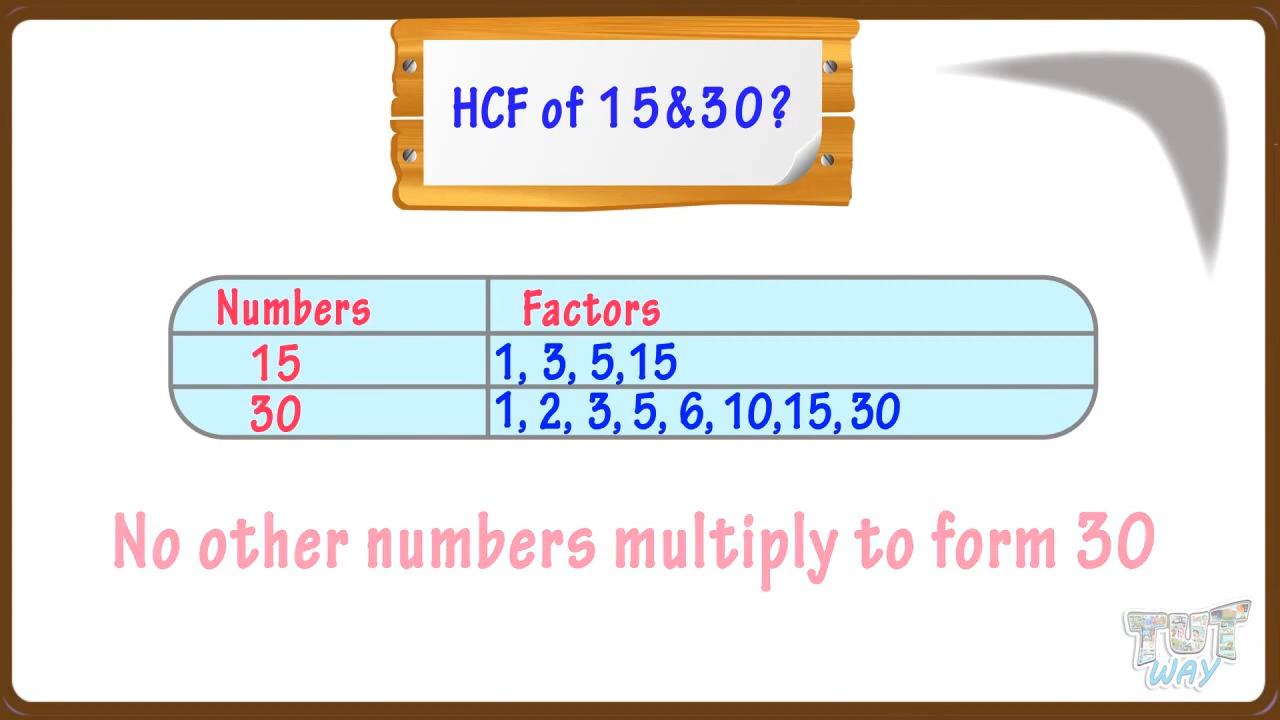 HCF of 15&30?
Numbers Factors
15 1, 3, 5,15
30 1, 2, 3, 5, 6, 10,15,30
No other numbers multiply to form 30
TUT
WAY